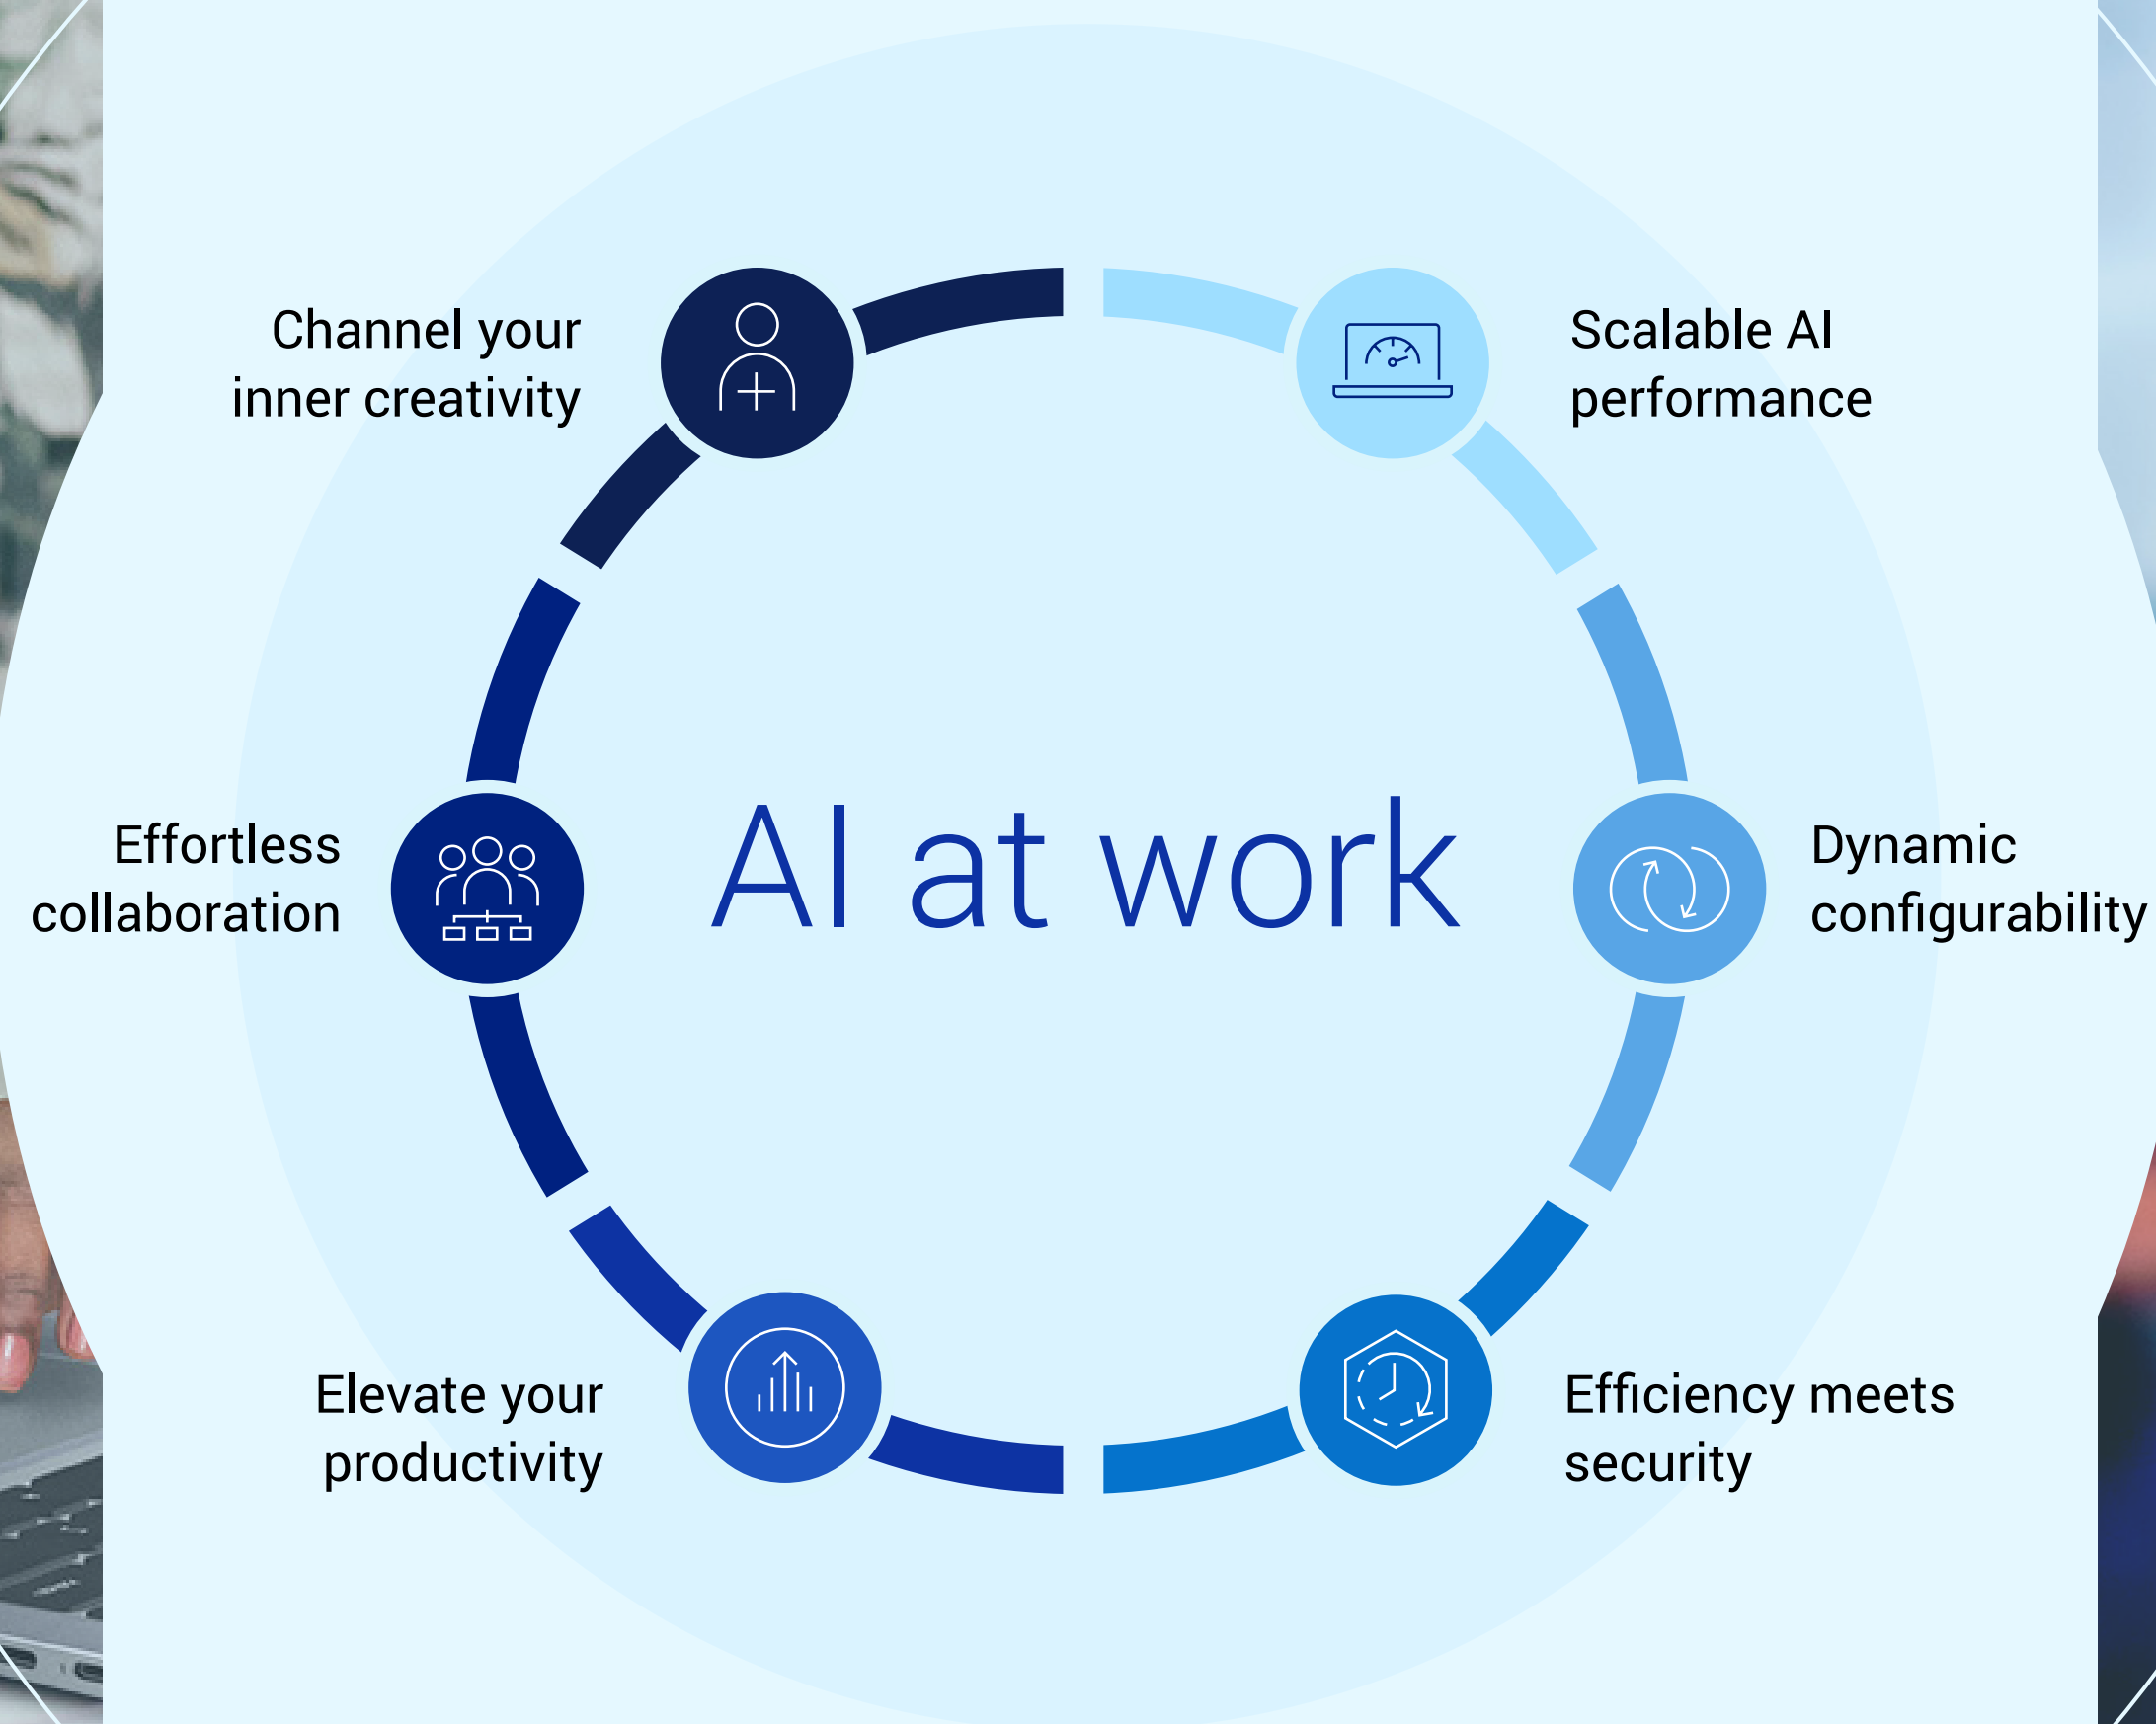 Channel your
inner creativity
Scalable AI
performance
Effortless
collaboration
AI at work
Dynamic
configurability
Elevate your
productivity
Efficiency meets
security